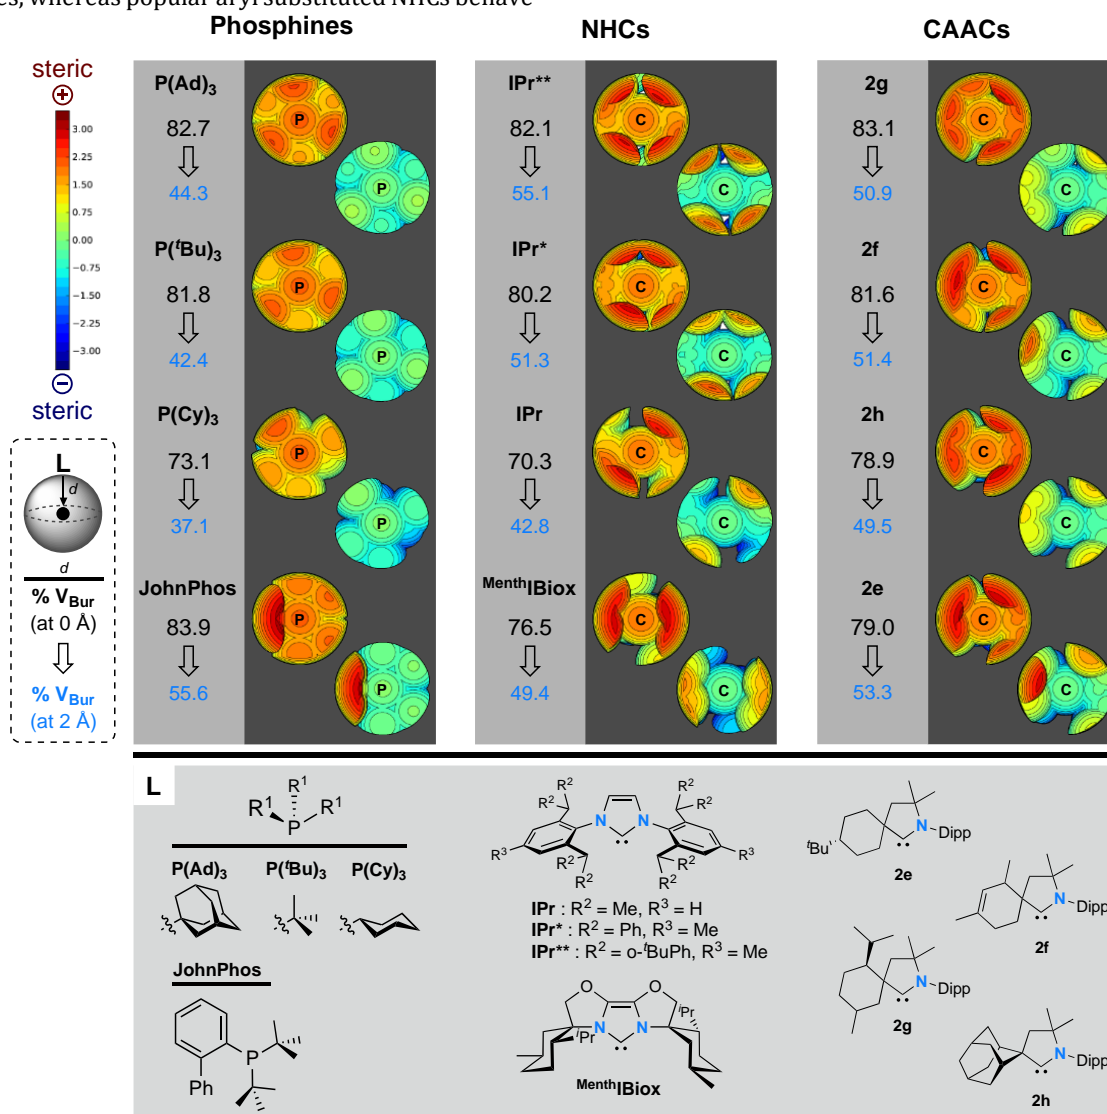 es, whereas popular aryl substituted NHCs behave
Phosphines
NHCs
CAACs
steric
+
3.00
2.25
1.50
0.75
0.00
−0.75
−1.50
−2.25
−3.00
−
steric
L
d
d
% VBur
(at 0 Å)
% VBur
(at 2 Å)
P(Ad)3
82.7
44.3
P
P
P(tBu)3
81.8
42.4
P
P
P(Cy)3
73.1
37.1
P
P
JohnPhos
83.9
55.6
P
P
IPr**
82.1
55.1
C
C
IPr*
80.2
51.3
C
C
IPr
70.3
42.8
C
C
MenthIBiox
76.5
49.4
C
C
2g
83.1
50.9
C
C
2f
81.6
51.4
C
C
2h
78.9
49.5
C
C
2e
79.0
53.3
C
C
L
R1
R1 R1
P
P(Ad)3 P(tBu)3 P(Cy)3
JohnPhos
P
Ph
R2 R2
R2 R2
N N
R3 R3
R2 R2
R2 R2
IPr : R2 = Me, R3 = H
IPr* : R2 = Ph, R3 = Me
IPr** : R2 = o-tBuPh, R3 = Me
O O
N N
iPr iPr
MenthIBiox
N Dipp
tBu
2e
N Dipp
2f
N Dipp
2g
N Dipp
2h